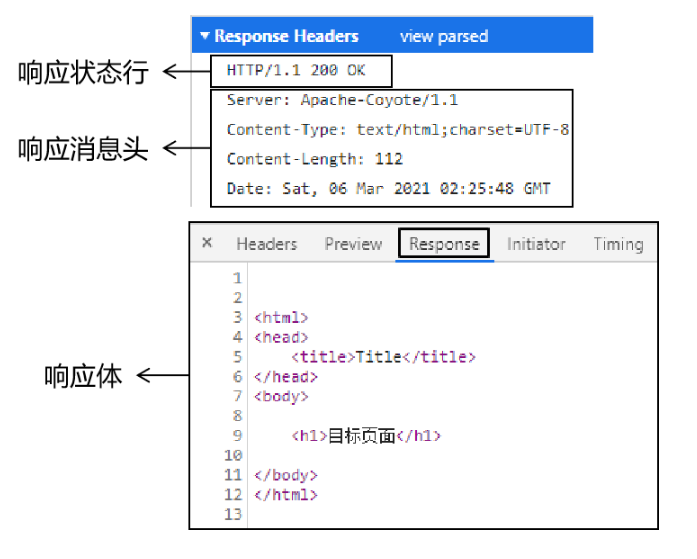 ▼ Response Headers view parsed
响应状态行
HTTP/1.1 200 OK
响应消息头
Server: Apache-Coyote/1.1
Content-Type: text/html;charset=UTF-8
Content-Length: 112
Date: Sat, 06 Mar 2021 02:25:48 GMT
× Headers Preview Response Initiator Timing
响应体
1
2
3 <html>
4 <head>
5     <title>Title</title>
6 </head>
7 <body>
8
9     <h1>目标页面</h1>
10
11 </body>
12 </html>
13